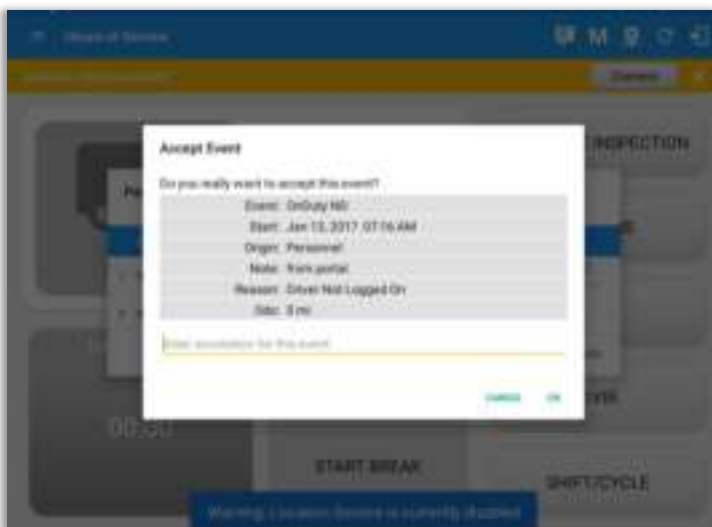 Hours of Service
M
Connect
INSPECTION
Accept Event
Do you really want to accept this event?
Event: OnDuty ND
Start: Jan 13, 2017 07:16 AM
Origin: Personnel
Note: from portal
Reason: Driver Not Logged On
Odo: 0 mi
Enter annotation for this event
CANCEL OK
00:00
START BREAK
SHIFT/CYCLE
Warning: Location Service is currently disabled